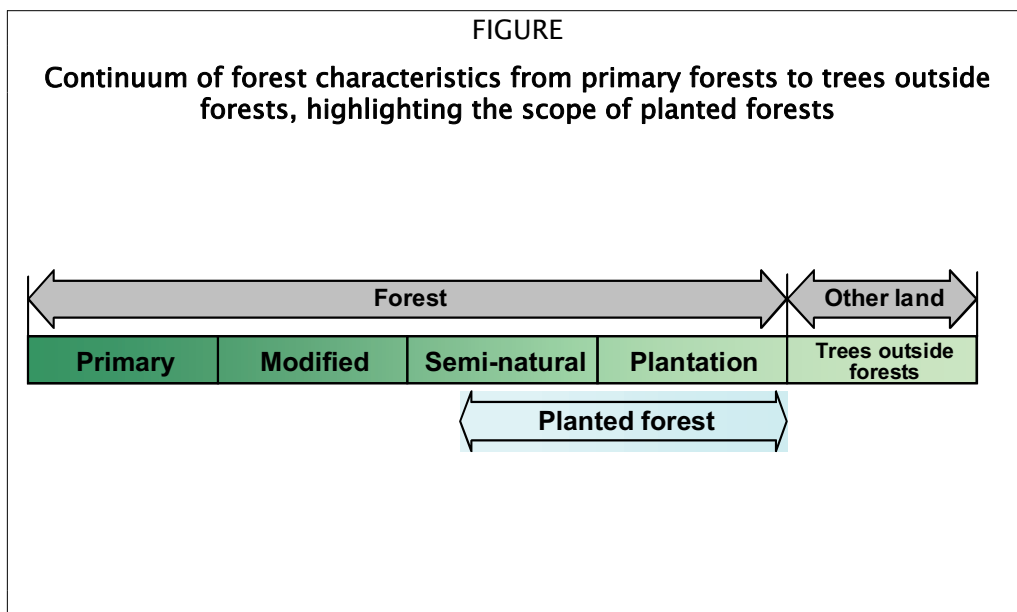 FIGURE
Continuum of forest characteristics from primary forests to trees outside
forests, highlighting the scope of planted forests
Forest
Other land
Primary
Modified
Semi-natural
Plantation
Trees outside
forests
Planted forest